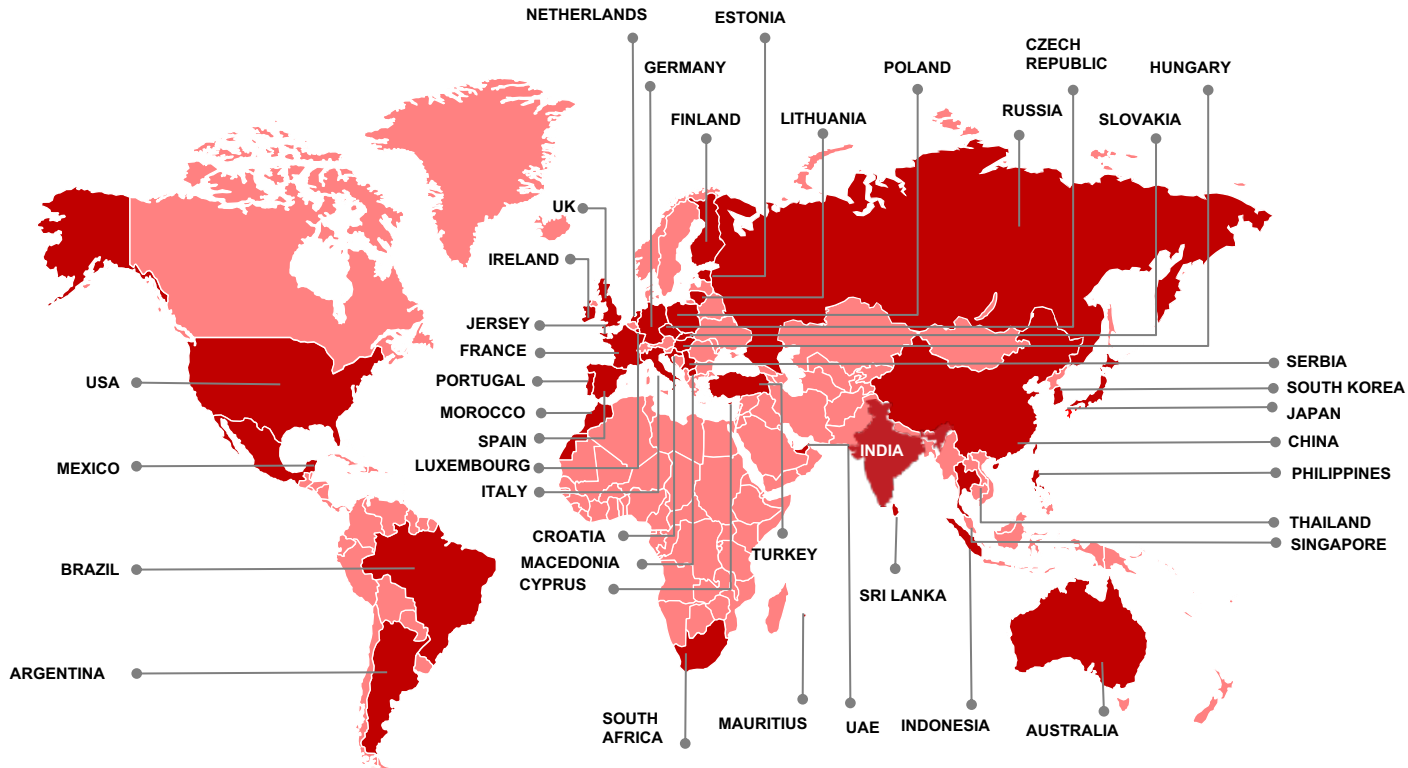 NETHERLANDS
ESTONIA
GERMANY
POLAND
CZECH
REPUBLIC
HUNGARY
FINLAND
LITHUANIA
RUSSIA
SLOVAKIA
UK
IRELAND
JERSEY
FRANCE
USA
PORTUGAL
MOROCCO
SPAIN
LUXEMBOURG
MEXICO
ITALY
SERBIA
SOUTH KOREA
JAPAN
CHINA
INDIA
PHILIPPINES
THAILAND
SINGAPORE
CROATIA
MACEDONIA
CYPRUS
TURKEY
BRAZIL
SRI LANKA
ARGENTINA
SOUTH
AFRICA
MAURITIUS
UAE
INDONESIA
AUSTRALIA